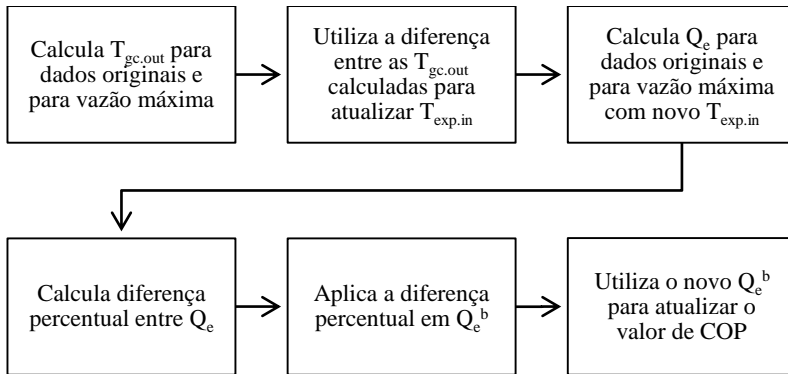 Calcula T_gc.out para
dados originais e
para vazão máxima
Utiliza a diferença
entre as T_gc.out
calculadas para
atualizar T_exp.in
Calcula Q_e para
dados originais e
para vazão máxima
com novo T_exp.in
Calcula diferença
percentual entre Q_e
Aplica a diferença
percentual em Q_e^b
Utiliza o novo Q_e^b
para atualizar o
valor de COP